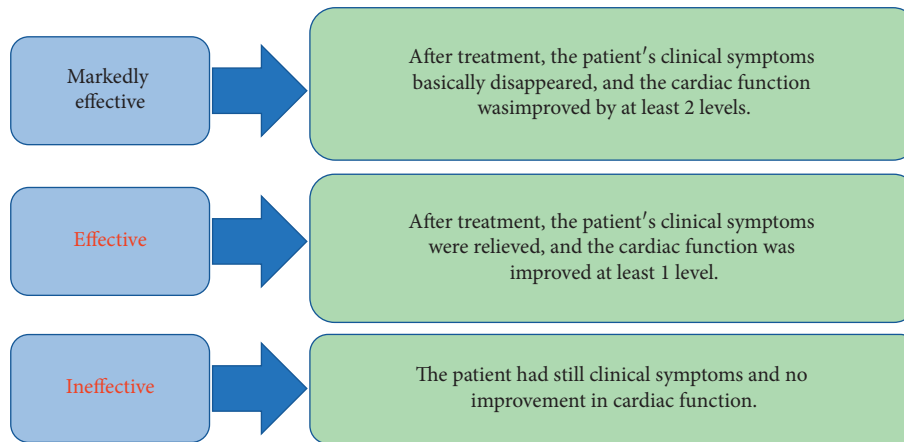 Markedly
effective
After treatment, the patient′s clinical symptoms
basically disappeared, and the cardiac function
wasimproved by at least 2 levels.
Effective
After treatment, the patient′s clinical symptoms
were relieved, and the cardiac function was
improved at least 1 level.
Ineffective
The patient had still clinical symptoms and no
improvement in cardiac function.